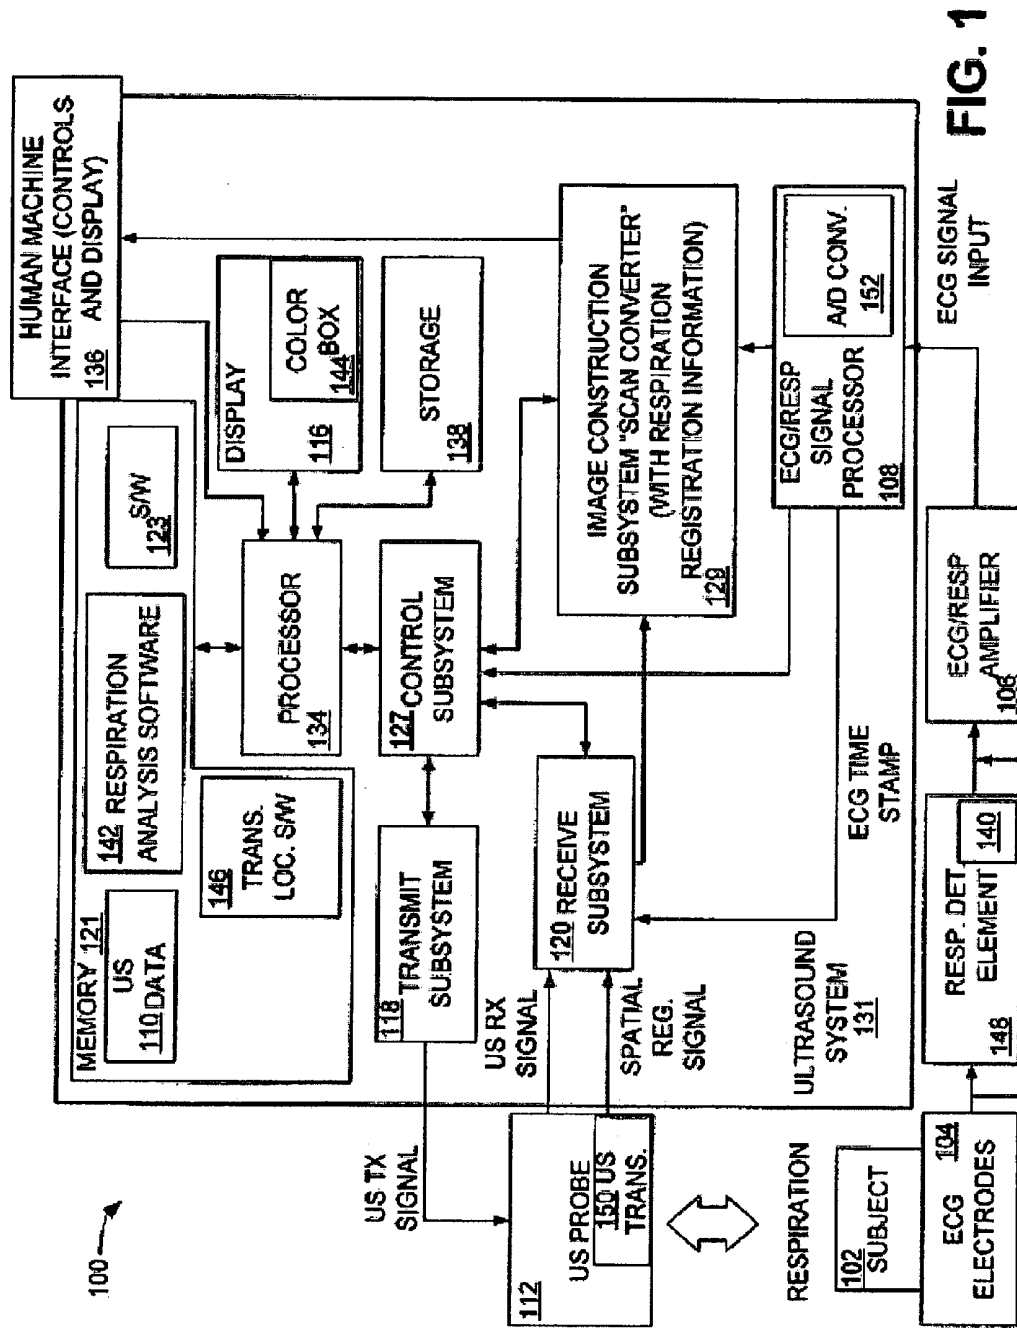 100
HUMAN MACHINE
INTERFACE (CONTROLS
AND DISPLAY)
136
MEMORY 121
US
110 DATA
142 RESPIRATION
ANALYSIS SOFTWARE
S/W
123
146 TRANS.
LOC. S/W
PROCESSOR
134
DISPLAY
116
COLOR
BOX
144
STORAGE
138
118 TRANSMIT
SUBSYSTEM
127 CONTROL
SUBSYSTEM
US TX
SIGNAL
US RX
SIGNAL
120 RECEIVE
SUBSYSTEM
IMAGE CONSTRUCTION
SUBSYSTEM "SCAN CONVERTER"
(WITH RESPIRATION
REGISTRATION INFORMATION)
129
112
US PROBE
150 US
TRANS.
SPATIAL
REG.
SIGNAL
ULTRASOUND
SYSTEM
131
ECG TIME
STAMP
ECG/RESP
SIGNAL
PROCESSOR
108
A/D CONV.
152
RESPIRATION
102
SUBJECT
ECG
ELECTRODES
104
RESP. DET.
ELEMENT
148
140
ECG/RESP
AMPLIFIER
106
ECG SIGNAL
INPUT
FIG. 1